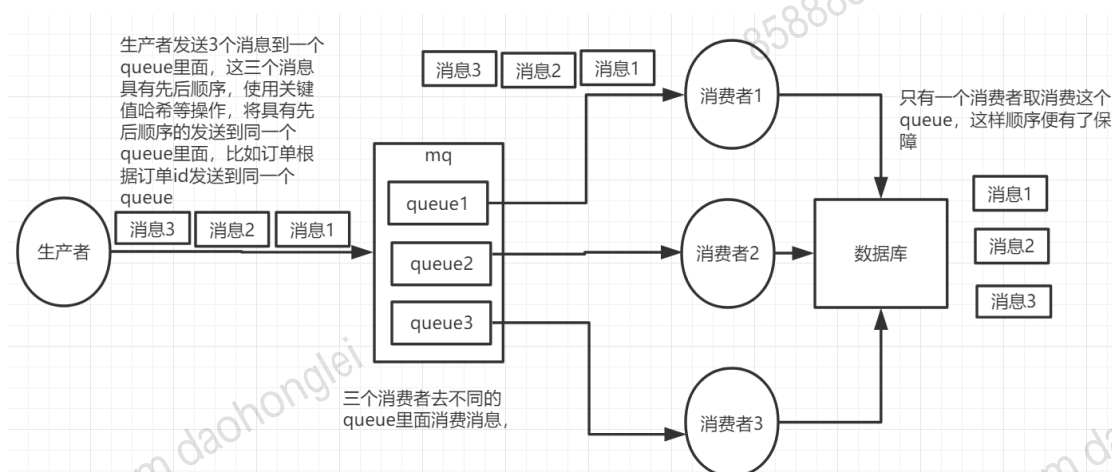 生产者发送3个消息到一个
queue里面，这三个消息
具有先后顺序，使用关键
值哈希等操作，将具有先
后顺序的发送到同一个
queue里面，比如订单根
据订单id发送到同一个
queue
生产者
消息3
消息2
消息1
mq
queue1
queue2
queue3
三个消费者去不同的
queue里面消费消息，
消息3
消息2
消息1
消费者1
消费者2
消费者3
只有一个消费者取消费这个
queue，这样顺序便有了保
障
数据库
消息1
消息2
消息3
m daohonglei